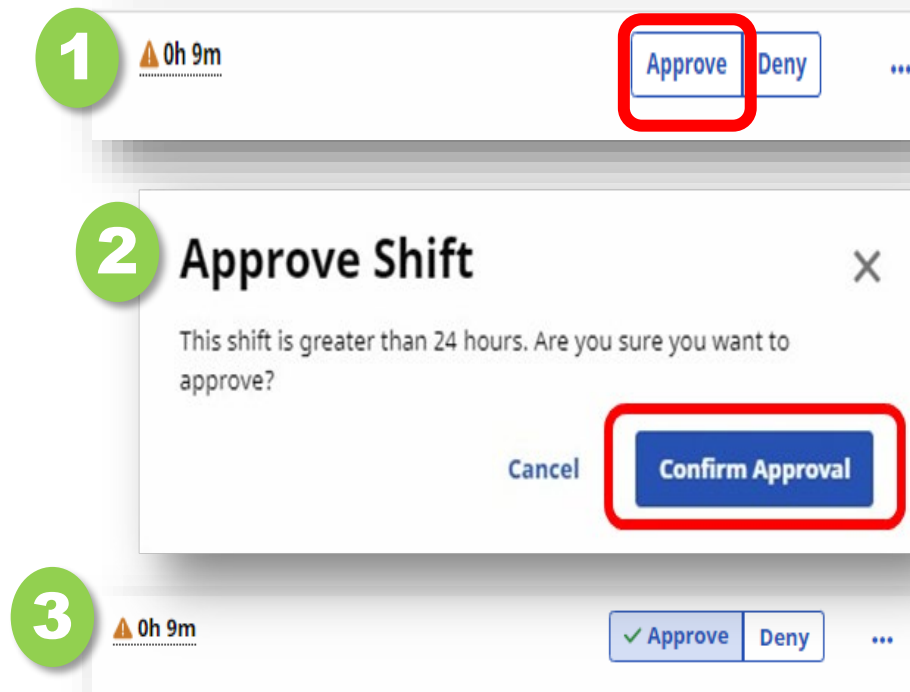 1
0h 9m
Approve Deny ...
2
Approve Shift
This shift is greater than 24 hours. Are you sure you want to
approve?
Cancel Confirm Approval
3
0h 9m
Approve Deny ...